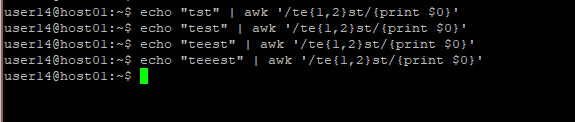 user14@host01:~$ echo "tst" | awk '/te{1,2}st/{print $0}'
user14@host01:~$ echo "test" | awk '/te{1,2}st/{print $0}'
user14@host01:~$ echo "teest" | awk '/te{1,2}st/{print $0}'
user14@host01:~$ echo "teeest" | awk '/te{1,2}st/{print $0}'
user14@host01:~$